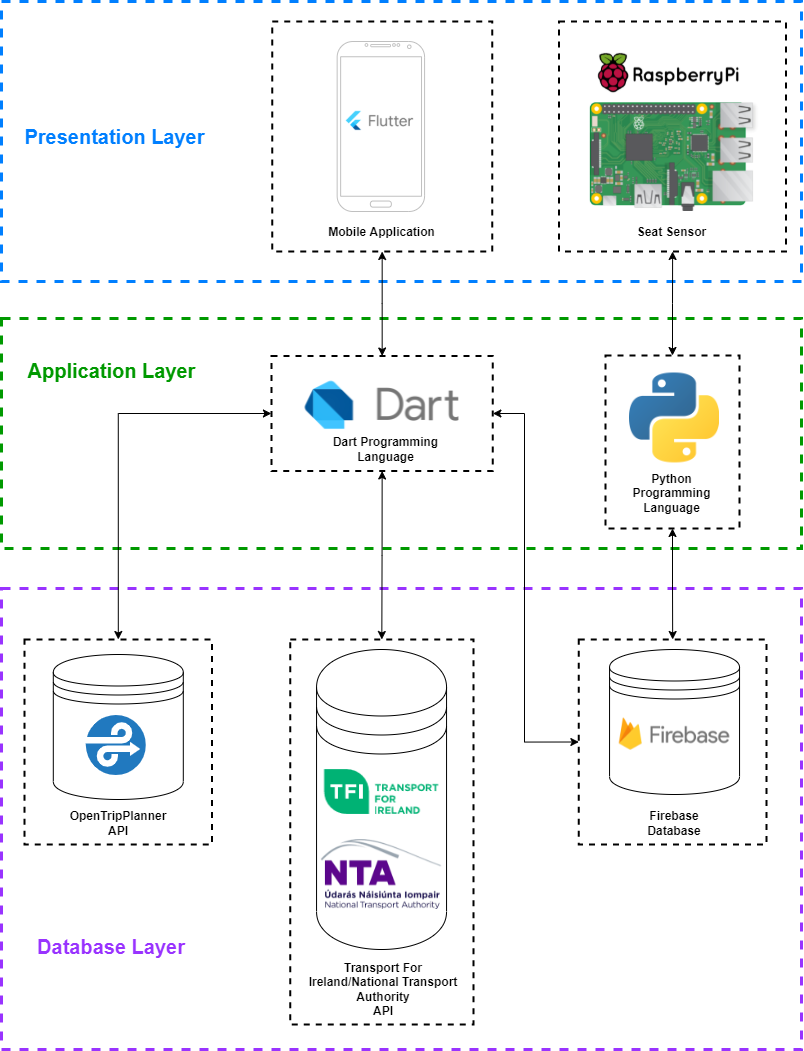 Presentation Layer
Flutter
Mobile Application
RaspberryPi
Seat Sensor
Application Layer
Dart
Dart Programming
Language
Python
Programming
Language
OpenTripPlanner
API
TFI
TRANSPORT
FOR
IRELAND
NTA
Údarás Náisiúnta Iompair
National Transport Authority
Transport For
Ireland/National Transport
Authority
API
Firebase
Firebase
Database
Database Layer